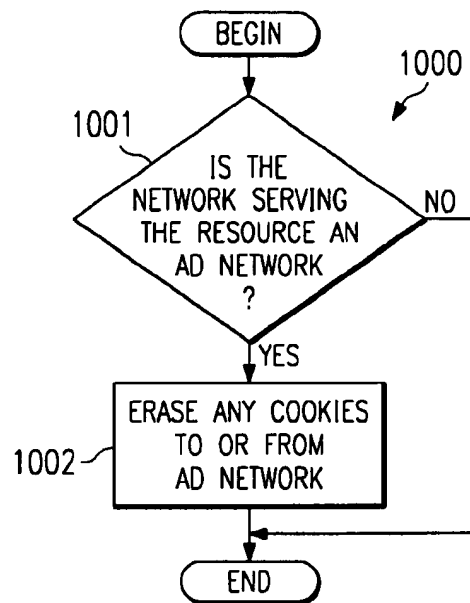 BEGIN
1000
1001
IS THE
NETWORK SERVING
THE RESOURCE AN
AD NETWORK
?
NO
YES
ERASE ANY COOKIES
TO OR FROM
AD NETWORK
1002
END